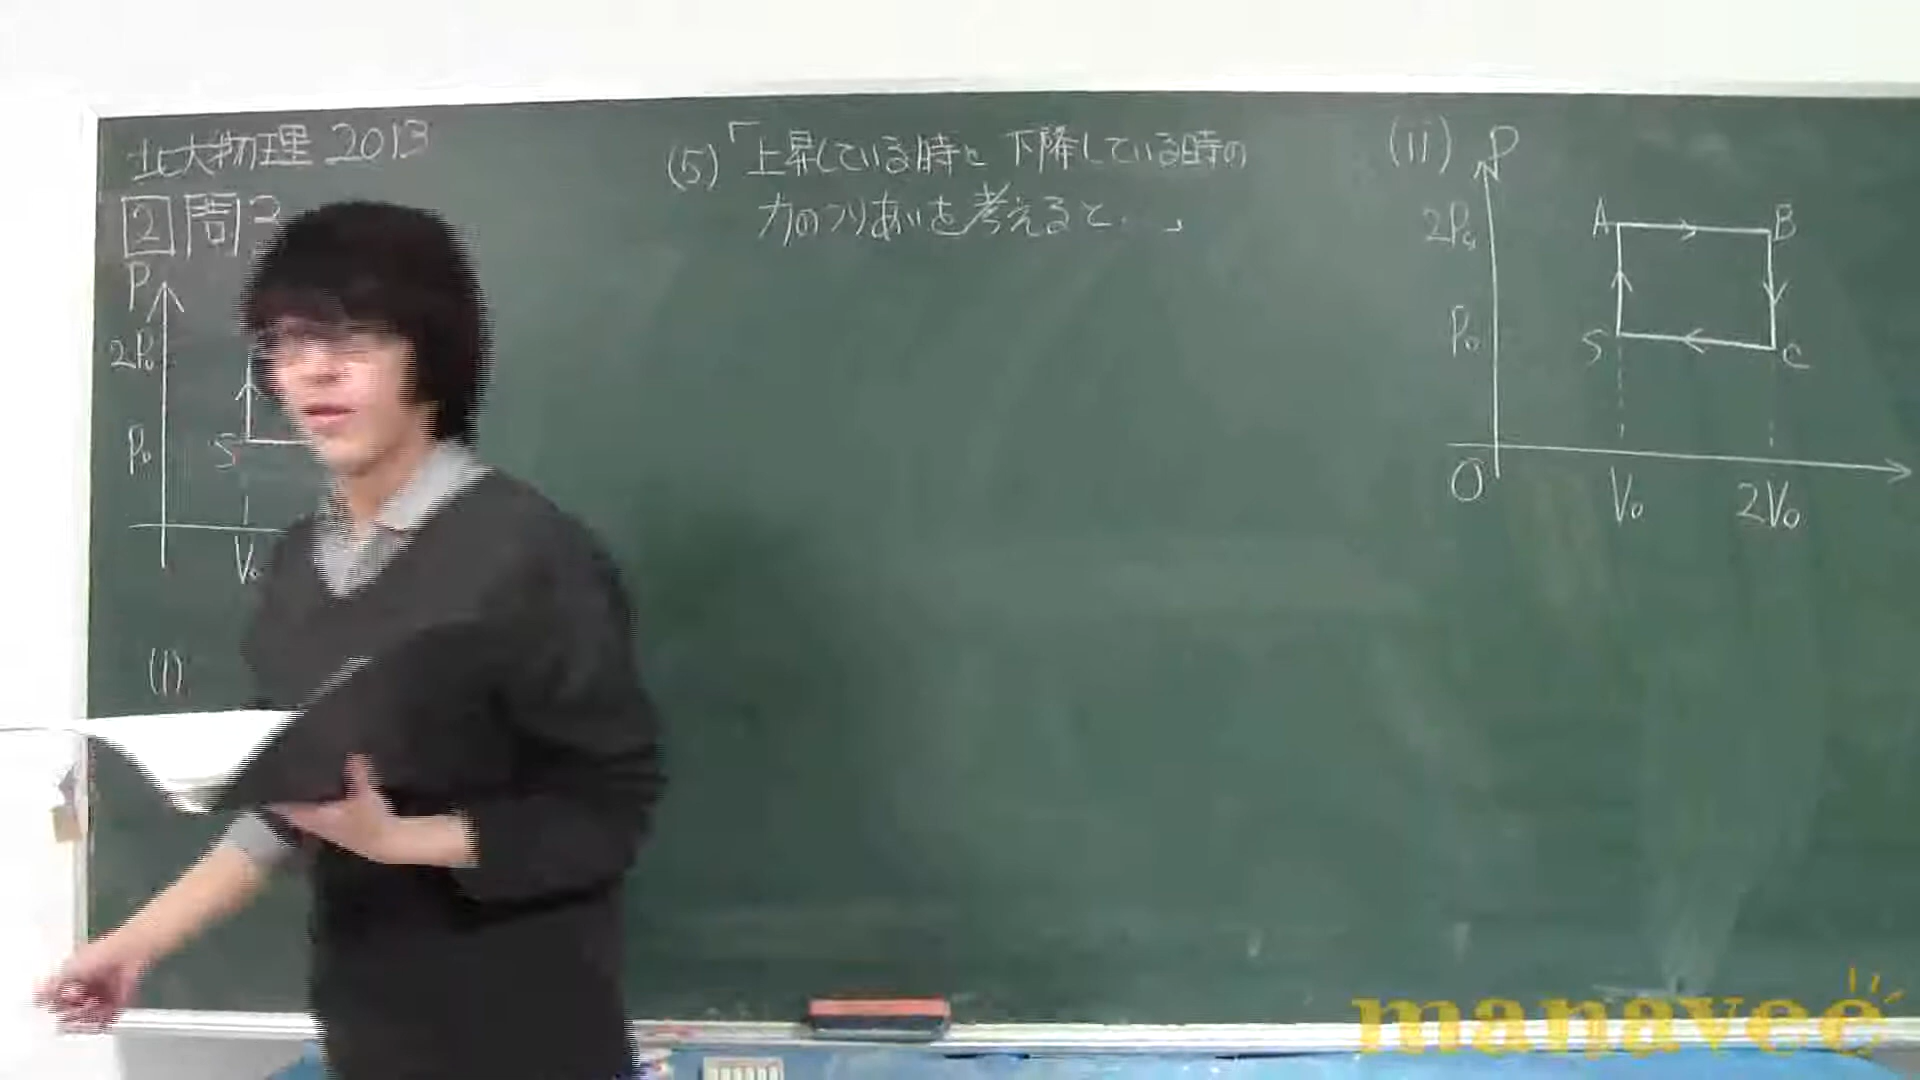 北大物理 2013
2 問3
P
2P₀
P₀
S
V₀
(1)
(5)「上昇している時と下降している時の
力のつりあいを考えると…」
(ii)
P
2P₀
P₀
A
B
S
C
O
V₀
2V₀
manavee